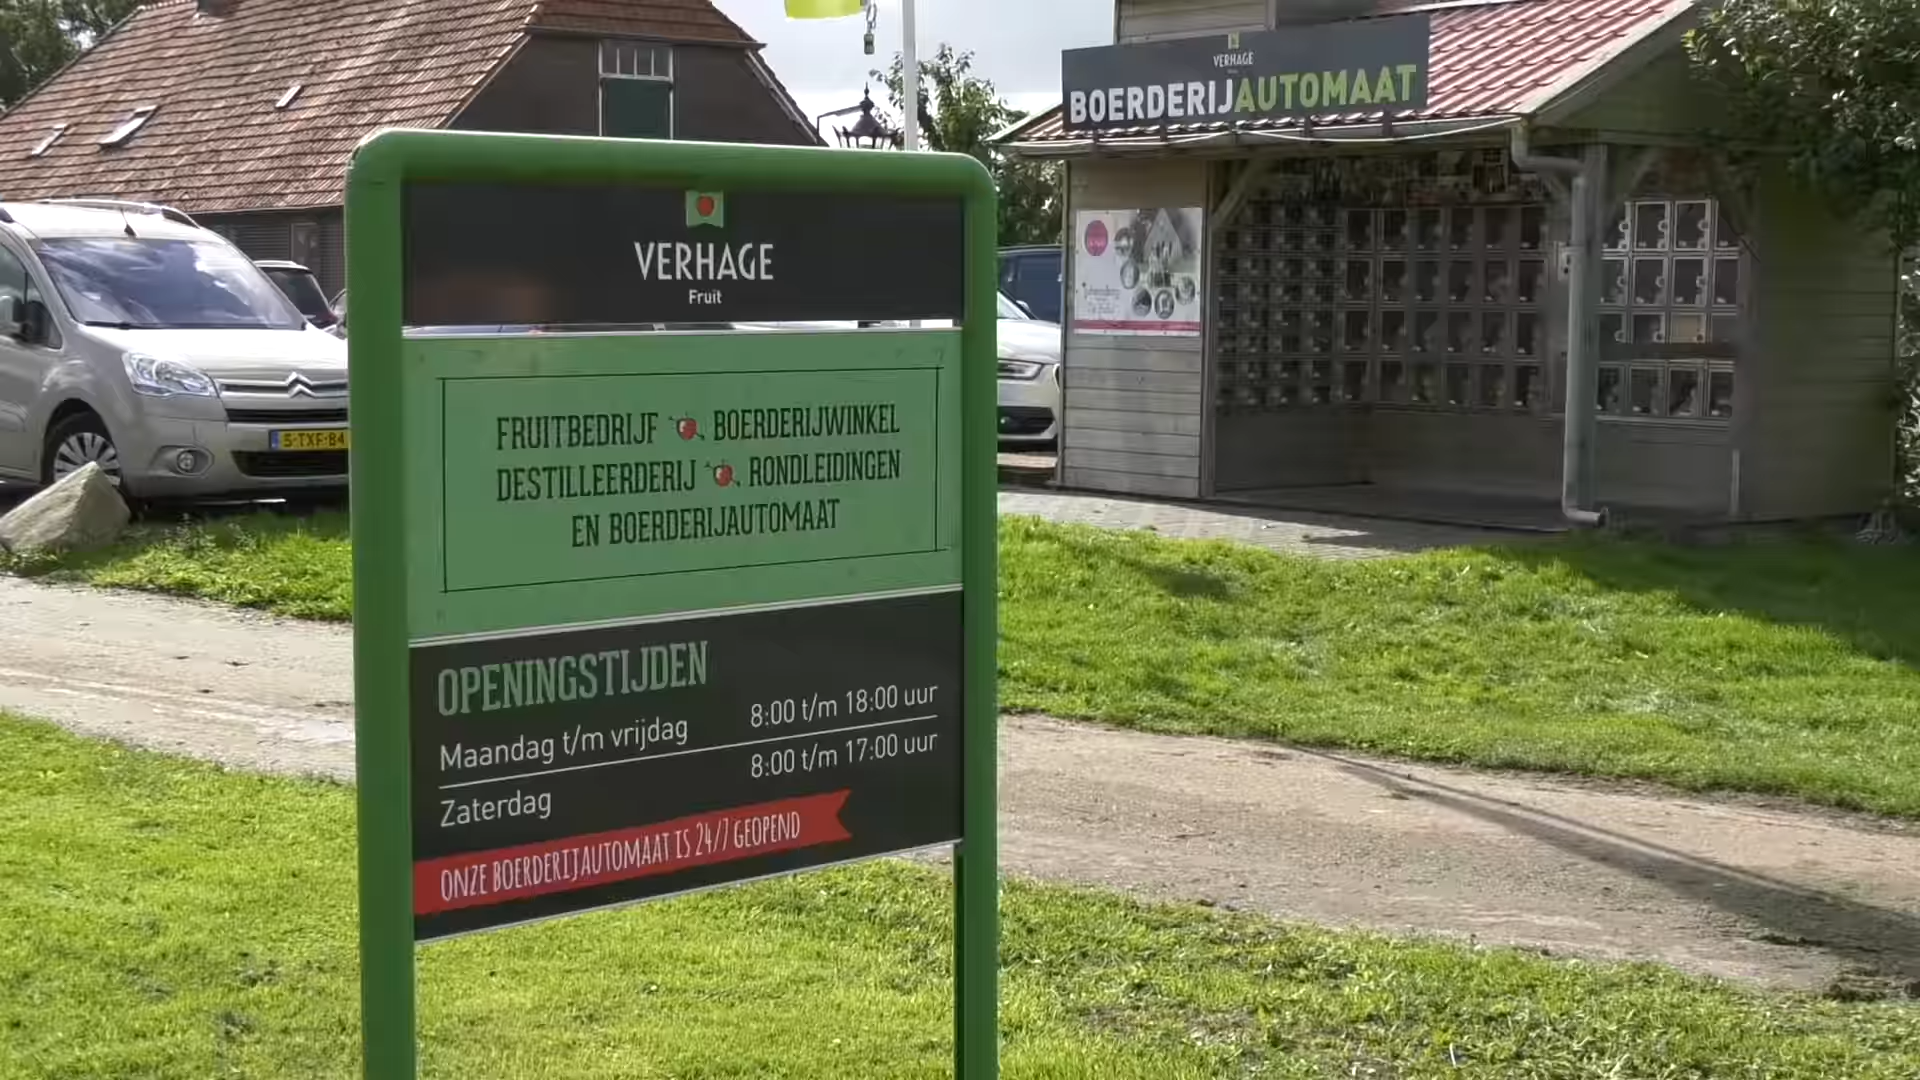 VERHAGE
BOERDERIJAUTOMAAT
VERHAGE
Fruit
FRUITBEDRIJF BOERDERIJWINKEL
DESTILLEERDERIJ RONDLEIDINGEN
EN BOERDERIJAUTOMAAT
OPENINGSTIJDEN
Maandag t/m vrijdag 8:00 t/m 18:00 uur
Zaterdag 8:00 t/m 17:00 uur
ONZE BOERDERIJAUTOMAAT IS 24/7 GEOPEND
5-TXF-84